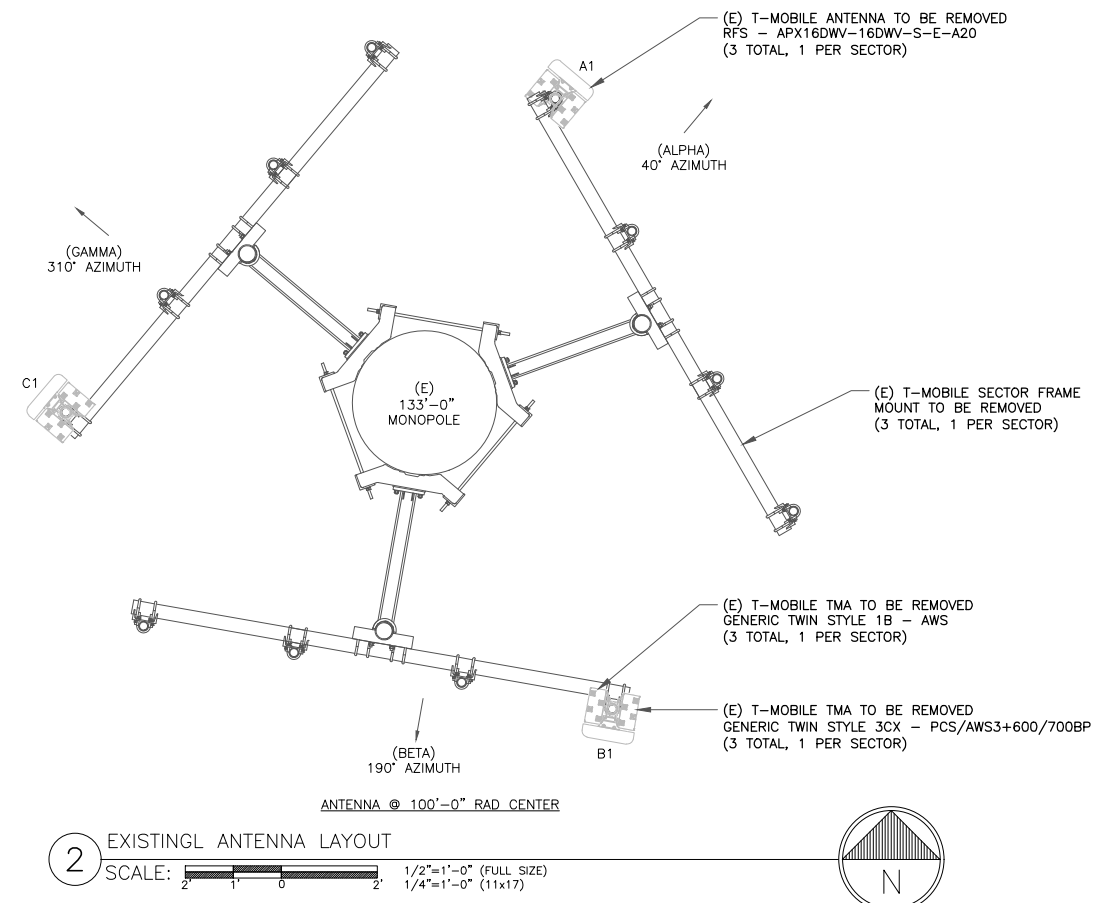 (E) T-MOBILE ANTENNA TO BE REMOVED
RFS - APX16DWV-16DWV-S-E-A20
(3 TOTAL, 1 PER SECTOR)
A1
(ALPHA)
40° AZIMUTH
(GAMMA)
310° AZIMUTH
C1
(E)
133'-0"
MONOPOLE
(E) T-MOBILE SECTOR FRAME
MOUNT TO BE REMOVED
(3 TOTAL, 1 PER SECTOR)
(E) T-MOBILE TMA TO BE REMOVED
GENERIC TWIN STYLE 1B - AWS
(3 TOTAL, 1 PER SECTOR)
(E) T-MOBILE TMA TO BE REMOVED
GENERIC TWIN STYLE 3CX - PCS/AWS3+600/700BP
(3 TOTAL, 1 PER SECTOR)
B1
(BETA)
190° AZIMUTH
ANTENNA @ 100'-0" RAD CENTER
2
EXISTINGL ANTENNA LAYOUT
SCALE:
2' 1' 0 2'
1/2"=1'-0" (FULL SIZE)
1/4"=1'-0" (11x17)
N